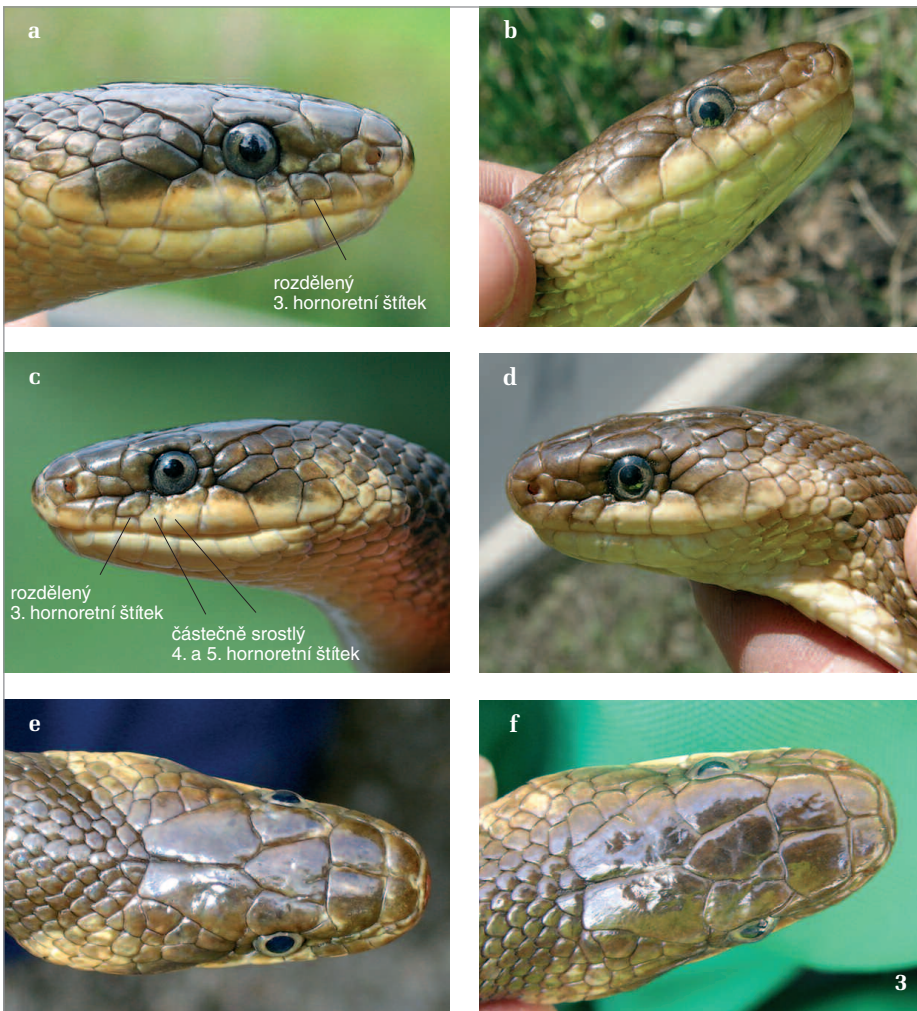 a
b
rozdělený
3. hornoretní štítek
c
d
rozdělený
3. hornoretní štítek
částečně srostlý
4. a 5. hornoretní štítek
e
f
3